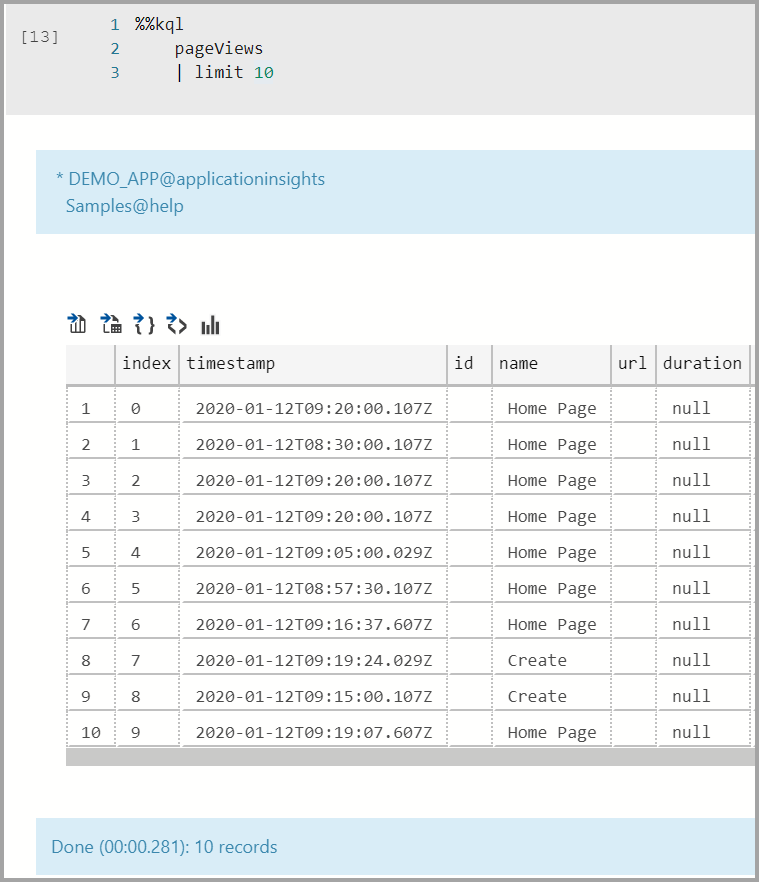 [13]
1 %%kql
2 pageViews
3 | limit 10
* DEMO_APP@applicationinsights
Samples@help
index timestamp id name url duration
1 0 2020-01-12T09:20:00.107Z Home Page null
2 1 2020-01-12T08:30:00.107Z Home Page null
3 2 2020-01-12T09:20:00.107Z Home Page null
4 3 2020-01-12T09:20:00.107Z Home Page null
5 4 2020-01-12T09:05:00.029Z Home Page null
6 5 2020-01-12T08:57:30.107Z Home Page null
7 6 2020-01-12T09:16:37.607Z Home Page null
8 7 2020-01-12T09:19:24.029Z Create null
9 8 2020-01-12T09:15:00.107Z Create null
10 9 2020-01-12T09:19:07.607Z Home Page null
Done (00:00.281): 10 records